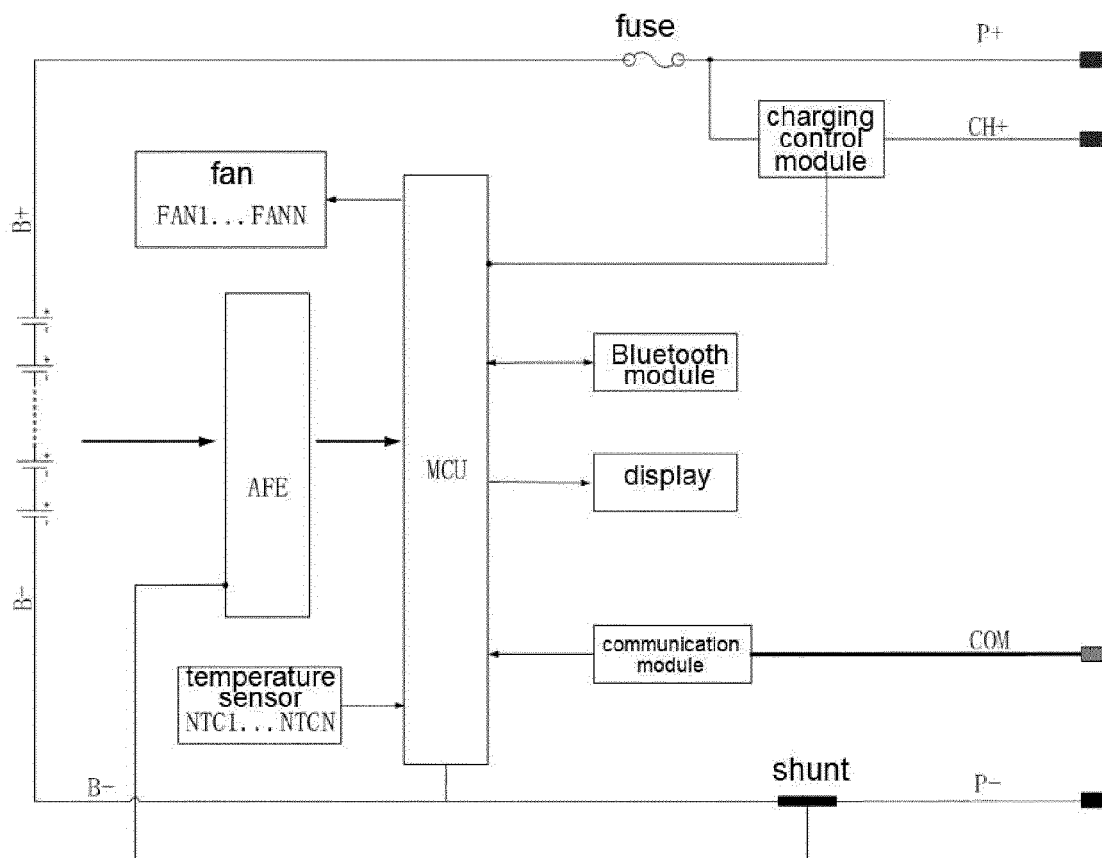 fuse
P+
charging
control
module
CH+
fan
FAN1...FANN
B+
Bluetooth
module
MCU
display
AFE
B-
communication
module
COM
temperature
sensor
NTC1...NTCN
B-
shunt
P-